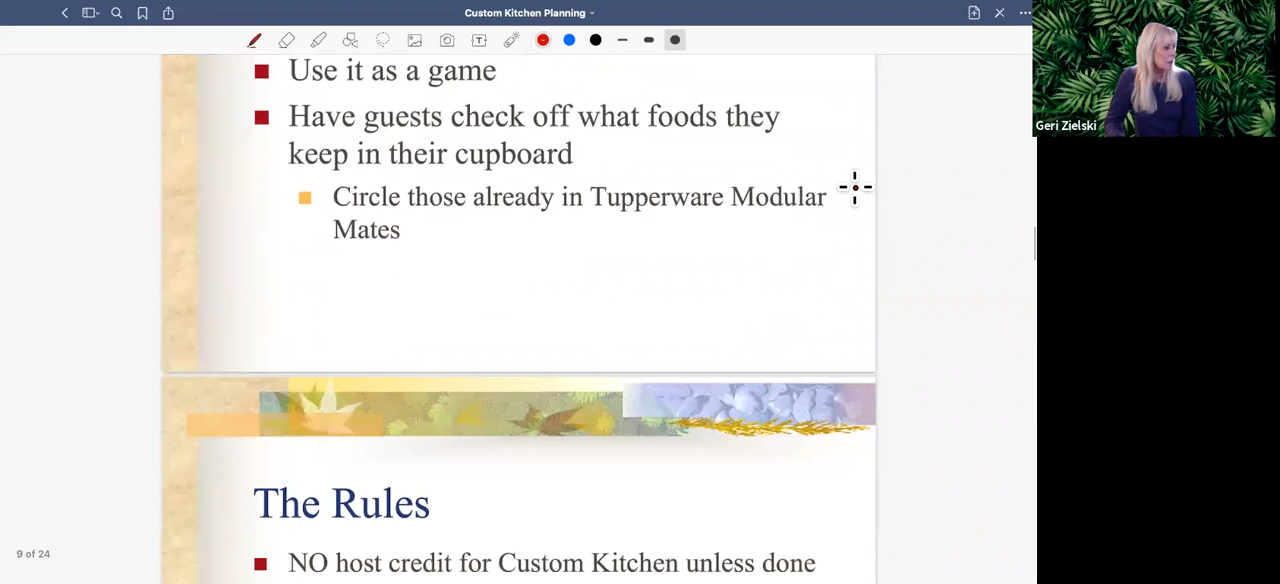 Custom Kitchen Planning
Use it as a game
Have guests check off what foods they
keep in their cupboard
Circle those already in Tupperware Modular
Mates
Geri Zielski
The Rules
9 of 24
NO host credit for Custom Kitchen unless done